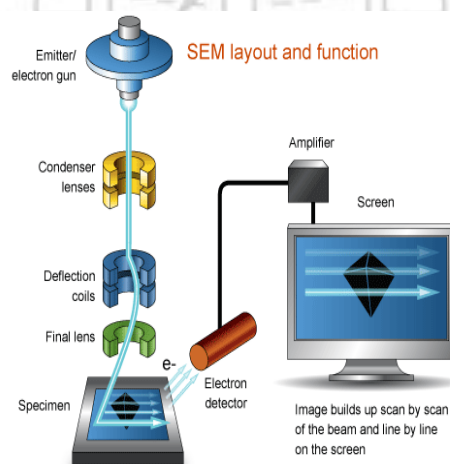 SEM layout and function
Emitter/
electron gun
Condenser
lenses
Amplifier
Screen
Deflection
coils
Final lens
e-
Electron
detector
Specimen
Image builds up scan by scan
of the beam and line by line
on the screen